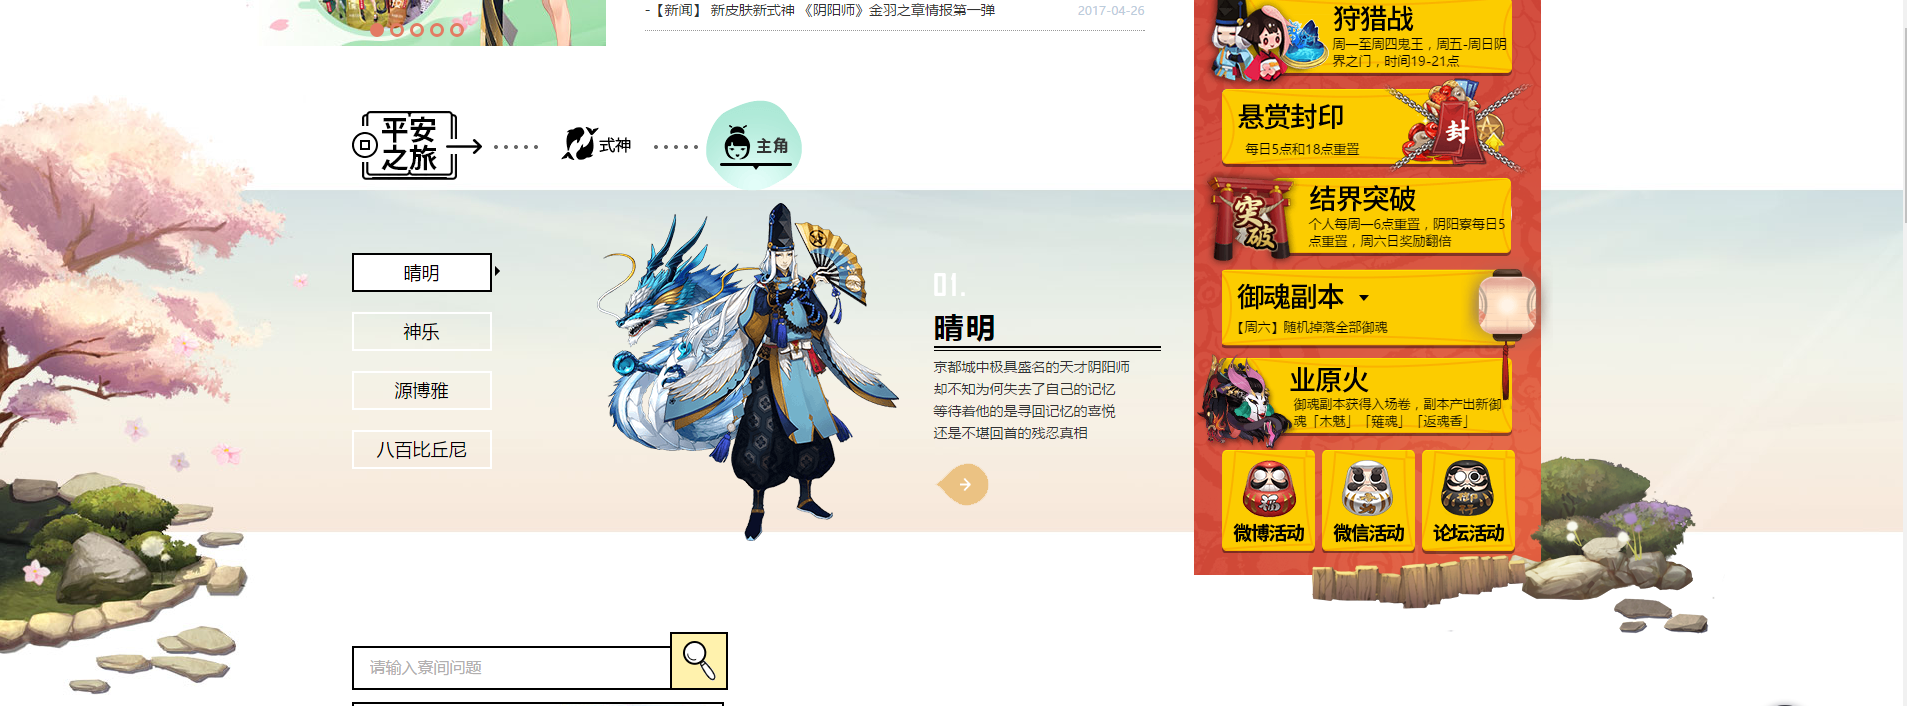 -【新闻】 新皮肤新式神 《阴阳师》金羽之章情报第一弹
2017-04-26
平安
之旅
式神
主角
晴明
神乐
源博雅
八百比丘尼
01.
晴明
京都城中极具盛名的天才阴阳师
却不知为何失去了自己的记忆
等待着他的是寻回记忆的喜悦
还是不堪回首的残忍真相
狩猎战
周一至周四鬼王，周五-周日阴
界之门，时间19-21点
悬赏封印
每日5点和18点重置
封
突破
结界突破
个人每周一6点重置，阴阳寮每日5
点重置，周六日奖励翻倍
御魂副本
【周六】随机掉落全部御魂
业原火
御魂副本获得入场卷，副本产出新御
魂「木魅」「薙魂」「返魂香」
微博活动
微信活动
论坛活动
请输入寮间问题